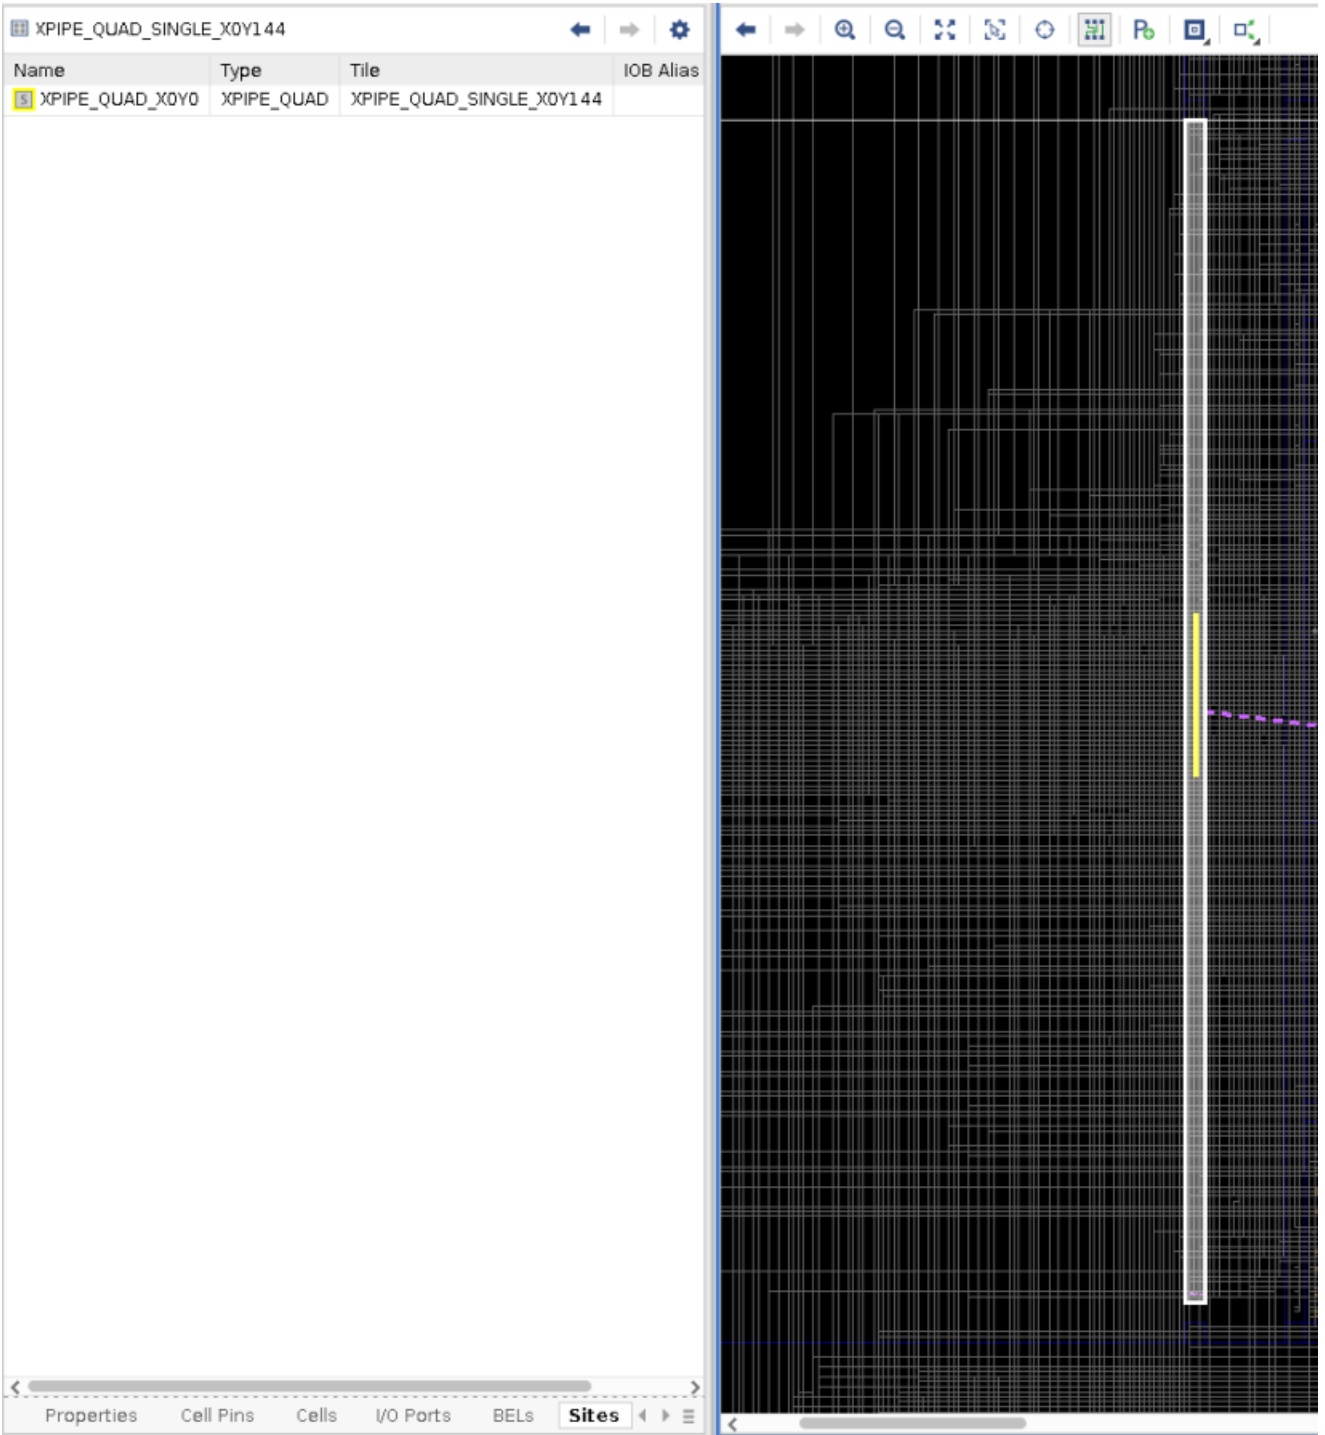 XPIPE_QUAD_SINGLE_X0Y144
Name Type Tile IOB Alias
S XPIPE_QUAD_X0Y0 XPIPE_QUAD XPIPE_QUAD_SINGLE_X0Y144
Properties Cell Pins Cells I/O Ports BELs Sites